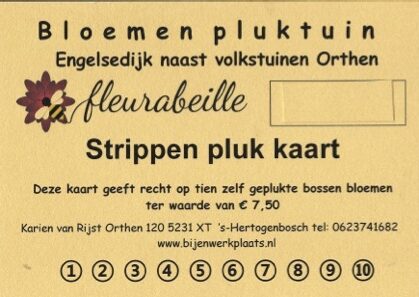 Bloemen pluktuin
Engelsedijk naast volkstuinen Orthen
fleurabeille
Strippen pluk kaart
Deze kaart geeft recht op tien zelf geplukte bossen bloemen
ter waarde van € 7,50
Karien van Rijst Orthen 120 5231 XT 's-Hertogenbosch tel: 0623741682
www.bijenwerkplaats.nl
1 2 3 4 5 6 7 8 9 10